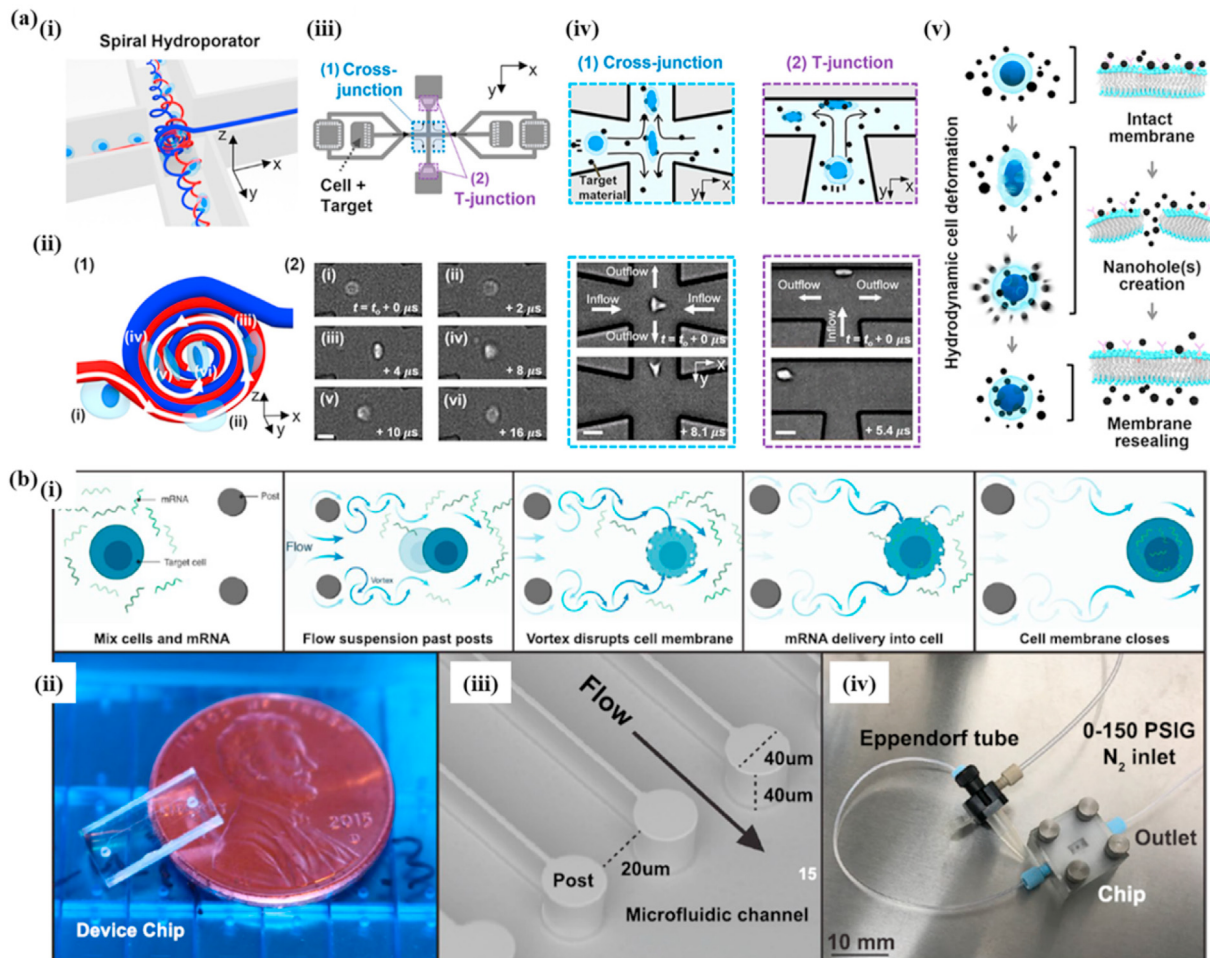 (a)
(i)
Spiral Hydroporator
z
x
y
(iii)
(1) Cross-
junction
x
y
Cell +
Target
(2)
T-junction
(iv)
(1) Cross-junction
Target
material
x
y
(2) T-junction
x
y
(v)
Hydrodynamic cell deformation
Intact
membrane
Nanohole(s)
creation
Membrane
resealing
(ii)
(1)
(i)
(ii)
(iii)
(iv)
(v)
(vi)
z
x
y
(2)
(i)
t = to + 0 µs
(ii)
+ 2 µs
(iii)
+ 4 µs
(iv)
+ 8 µs
(v)
+ 10 µs
(vi)
+ 16 µs
Outflow
Inflow
Inflow
Outflow
t = to + 0 µs
x
y
+ 8.1 µs
Outflow
Outflow
Inflow
t = to + 0 µs
+ 5.4 µs
(b)
(i)
mRNA
Post
Target cell
Mix cells and mRNA
Flow
Vortex
Flow suspension past posts
Vortex disrupts cell membrane
mRNA delivery into cell
Cell membrane closes
(ii)
2015
D
Device Chip
(iii)
Flow
40um
40um
20um
Post
15
Microfluidic channel
(iv)
Eppendorf tube
0-150 PSIG
N2 inlet
Outlet
Chip
10 mm